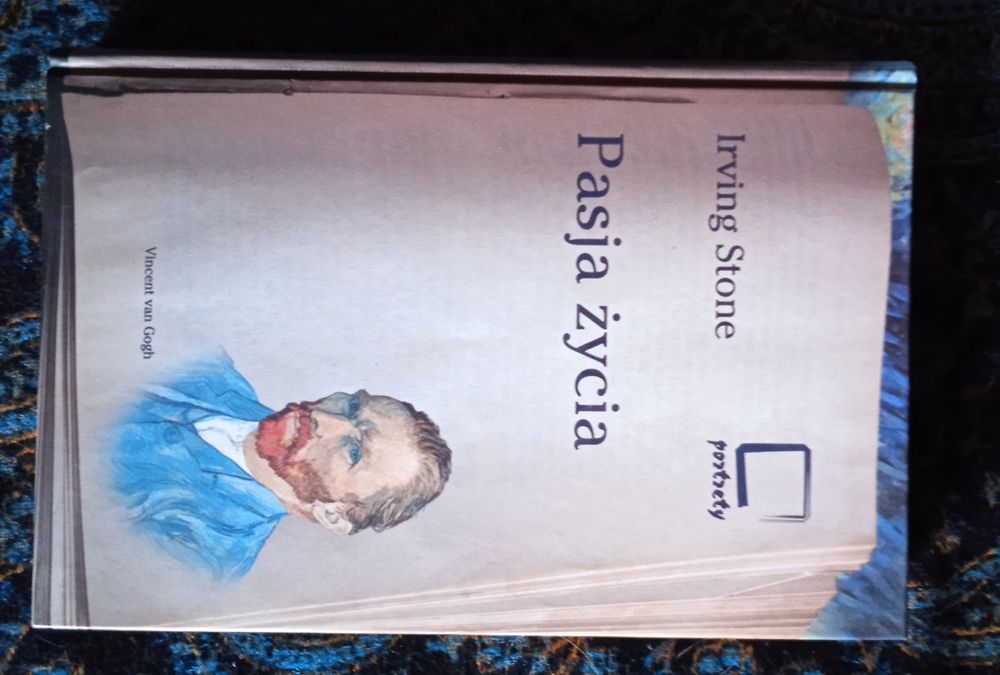 Irving Stone
portrety
Pasja życia
Vincent van Gogh